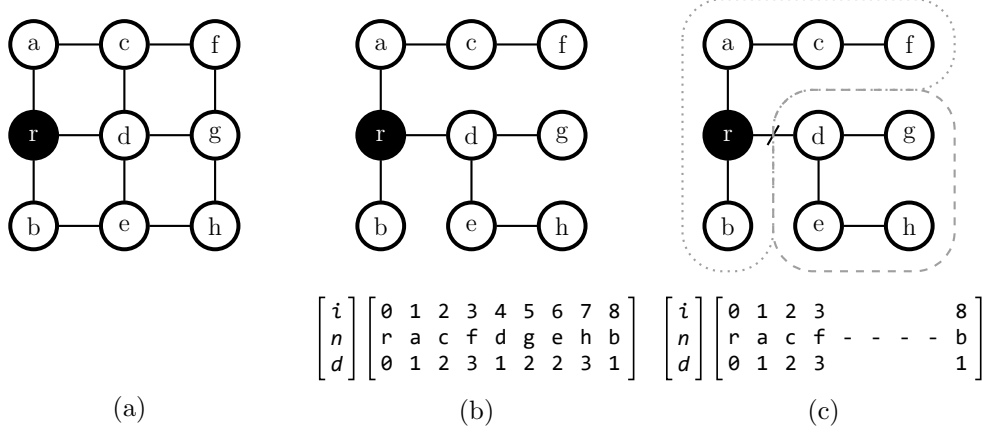 a c f a c f a c f
r d g r d g r d g
b e h b e h b e h
i 0 1 2 3 4 5 6 7 8 i 0 1 2 3 8
n r a c f d g e h b n r a c f - - - - b
d 0 1 2 3 1 2 2 3 1 d 0 1 2 3 1
(a) (b) (c)